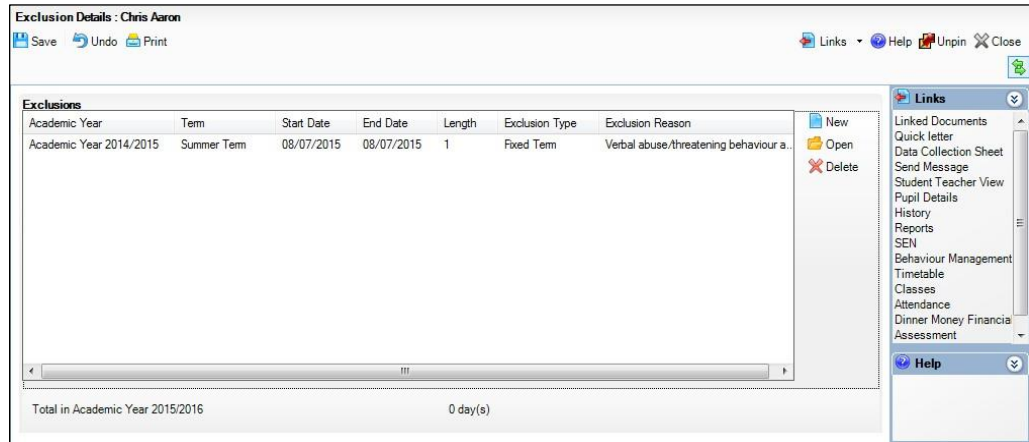 Exclusion Details : Chris Aaron
Save Undo Print Links Help Unpin Close
Exclusions
Academic Year Term Start Date End Date Length Exclusion Type Exclusion Reason
Academic Year 2014/2015 Summer Term 08/07/2015 08/07/2015 1 Fixed Term Verbal abuse/threatening behaviour a..
New
Open
Delete
Total in Academic Year 2015/2016 0 day(s)
Links
Linked Documents
Quick letter
Data Collection Sheet
Send Message
Student Teacher View
Pupil Details
History
Reports
SEN
Behaviour Management
Timetable
Classes
Attendance
Dinner Money Financia
Assessment
Help